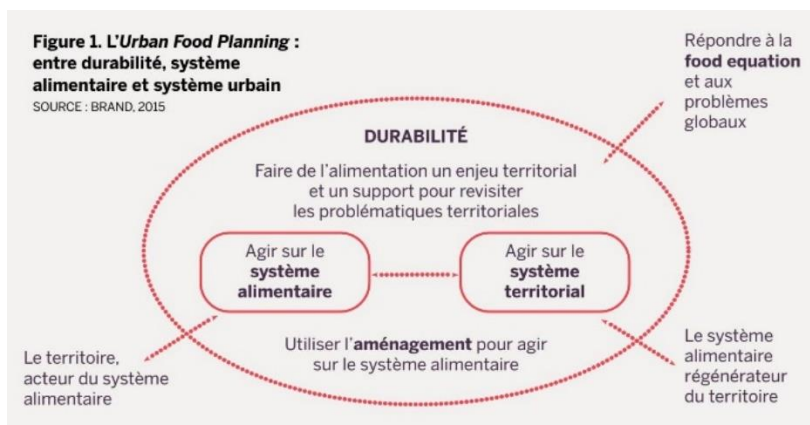 Figure 1. L'Urban Food Planning :
entre durabilité, système
alimentaire et système urbain
SOURCE : BRAND, 2015
Répondre à la
food equation
et aux
problèmes
globaux
DURABILITÉ
Faire de l'alimentation un enjeu territorial
et un support pour revisiter
les problématiques territoriales
Agir sur le
système
alimentaire
Agir sur le
système
territorial
Utiliser l'aménagement pour agir
sur le système alimentaire
Le territoire,
acteur du système
alimentaire
Le système
alimentaire
régénérateur
du territoire